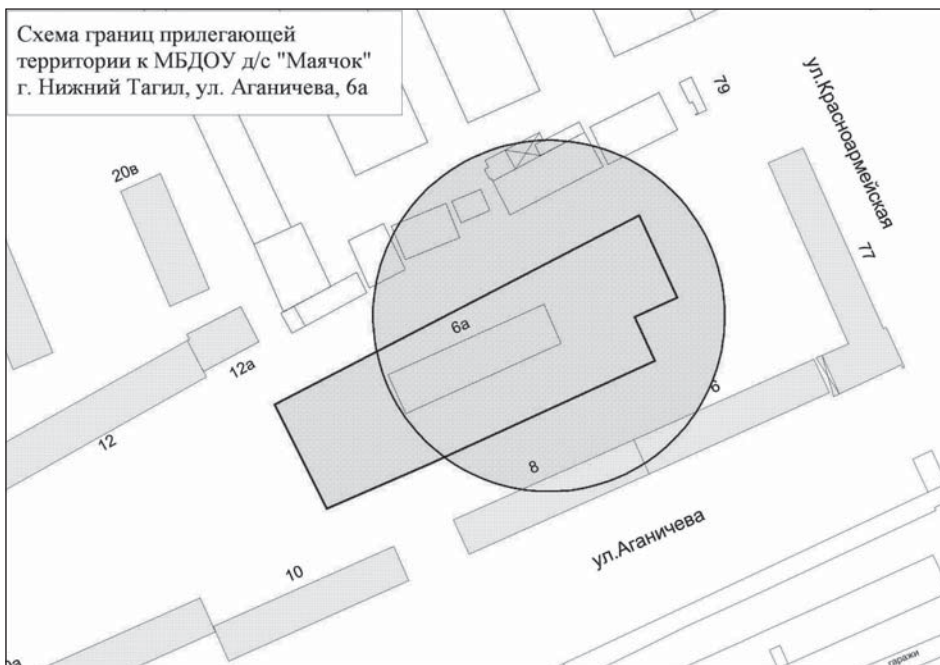 Схема границ прилегающей
территории к МБДОУ д/с "Маячок"
г. Нижний Тагил, ул. Аганичева, 6а
79
ул.Красноармейская
20в
77
6а
12а
6
12
8
ул.Аганичева
10
0а
гаражи